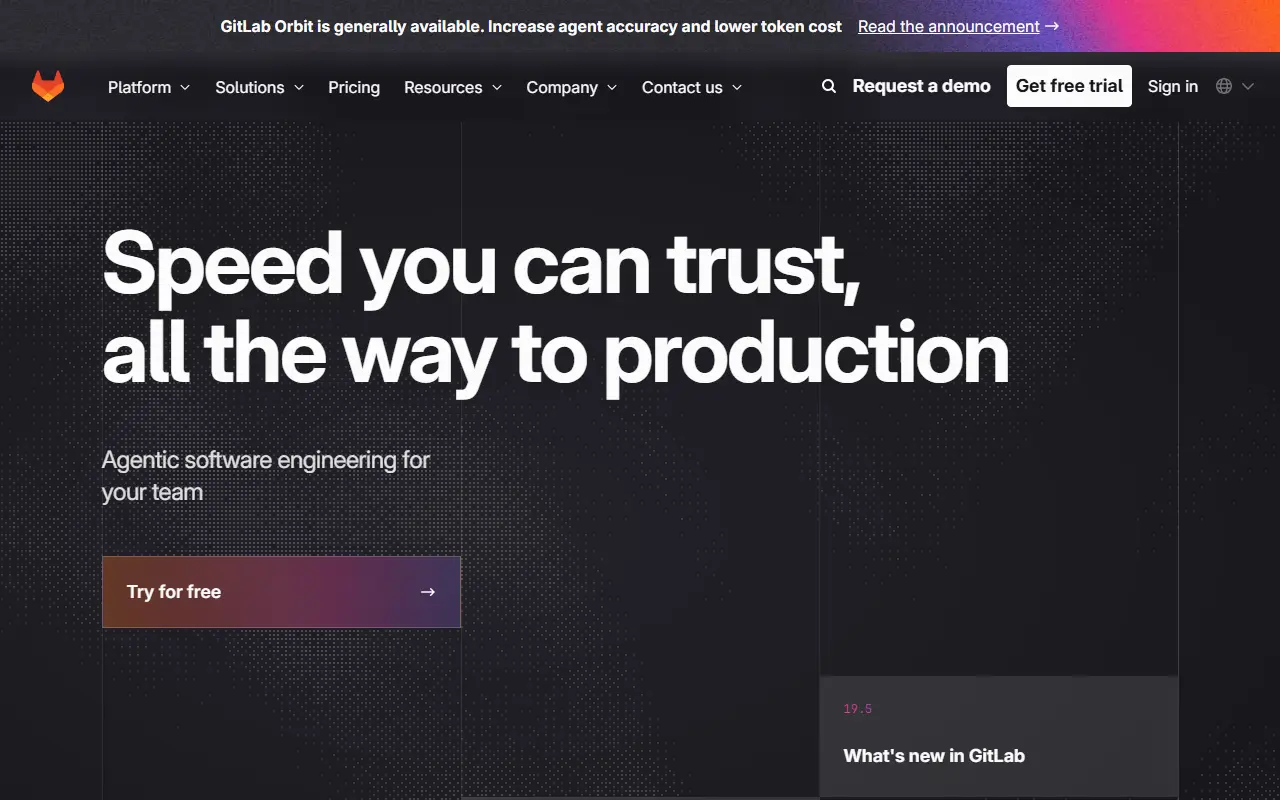 GitLab Orbit is generally available. Increase agent accuracy and lower token cost Read the announcement →
Platform Solutions Pricing Resources Company Contact us Request a demo Get free trial Sign in
Speed you can trust,
all the way to production
Agentic software engineering for
your team
Try for free →
19.5
What's new in GitLab